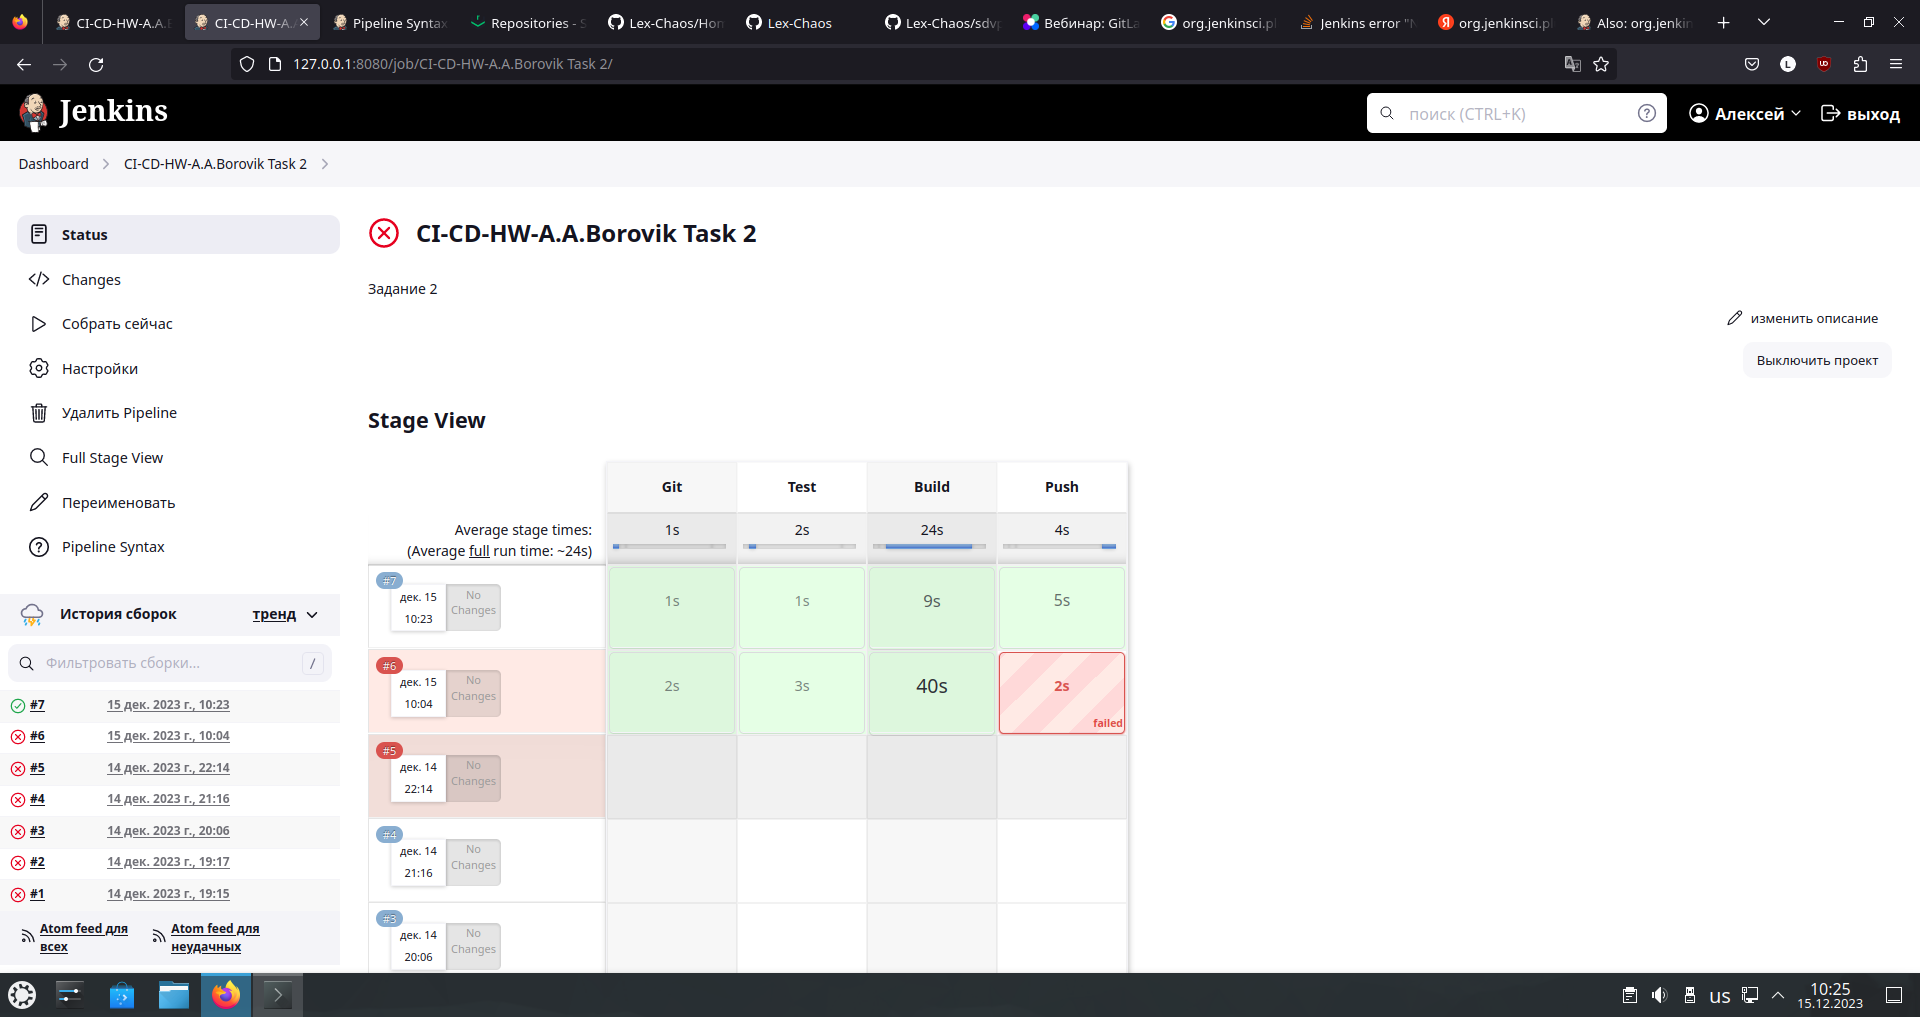 CI-CD-HW-A.A.B
CI-CD-HW-A.A
Pipeline Syntax
Repositories - S
Lex-Chaos/Hom
Lex-Chaos
Lex-Chaos/sdvp
Вебинар: GitLa
org.jenkinsci.pl
Jenkins error "N
org.jenkinsci.pl
Also: org.jenkin
127.0.0.1:8080/job/CI-CD-HW-A.A.Borovik Task 2/
L
Jenkins
поиск (CTRL+K)
Алексей
выход
Dashboard
CI-CD-HW-A.A.Borovik Task 2
Status
Changes
Собрать сейчас
Настройки
Удалить Pipeline
Full Stage View
Переименовать
Pipeline Syntax
История сборок
тренд
Фильтровать сборки...
/
#7 15 дек. 2023 г., 10:23
#6 15 дек. 2023 г., 10:04
#5 14 дек. 2023 г., 22:14
#4 14 дек. 2023 г., 21:16
#3 14 дек. 2023 г., 20:06
#2 14 дек. 2023 г., 19:17
#1 14 дек. 2023 г., 19:15
Atom feed для всех
Atom feed для неудачных
CI-CD-HW-A.A.Borovik Task 2
Задание 2
изменить описание
Выключить проект
Stage View
Git Test Build Push
Average stage times: 1s 2s 24s 4s
(Average full run time: ~24s)
#7
дек. 15 10:23 No Changes 1s 1s 9s 5s
#6
дек. 15 10:04 No Changes 2s 3s 40s 2s
failed
#5
дек. 14 22:14 No Changes
#4
дек. 14 21:16 No Changes
#3
дек. 14 20:06 No Changes
us
10:25
15.12.2023